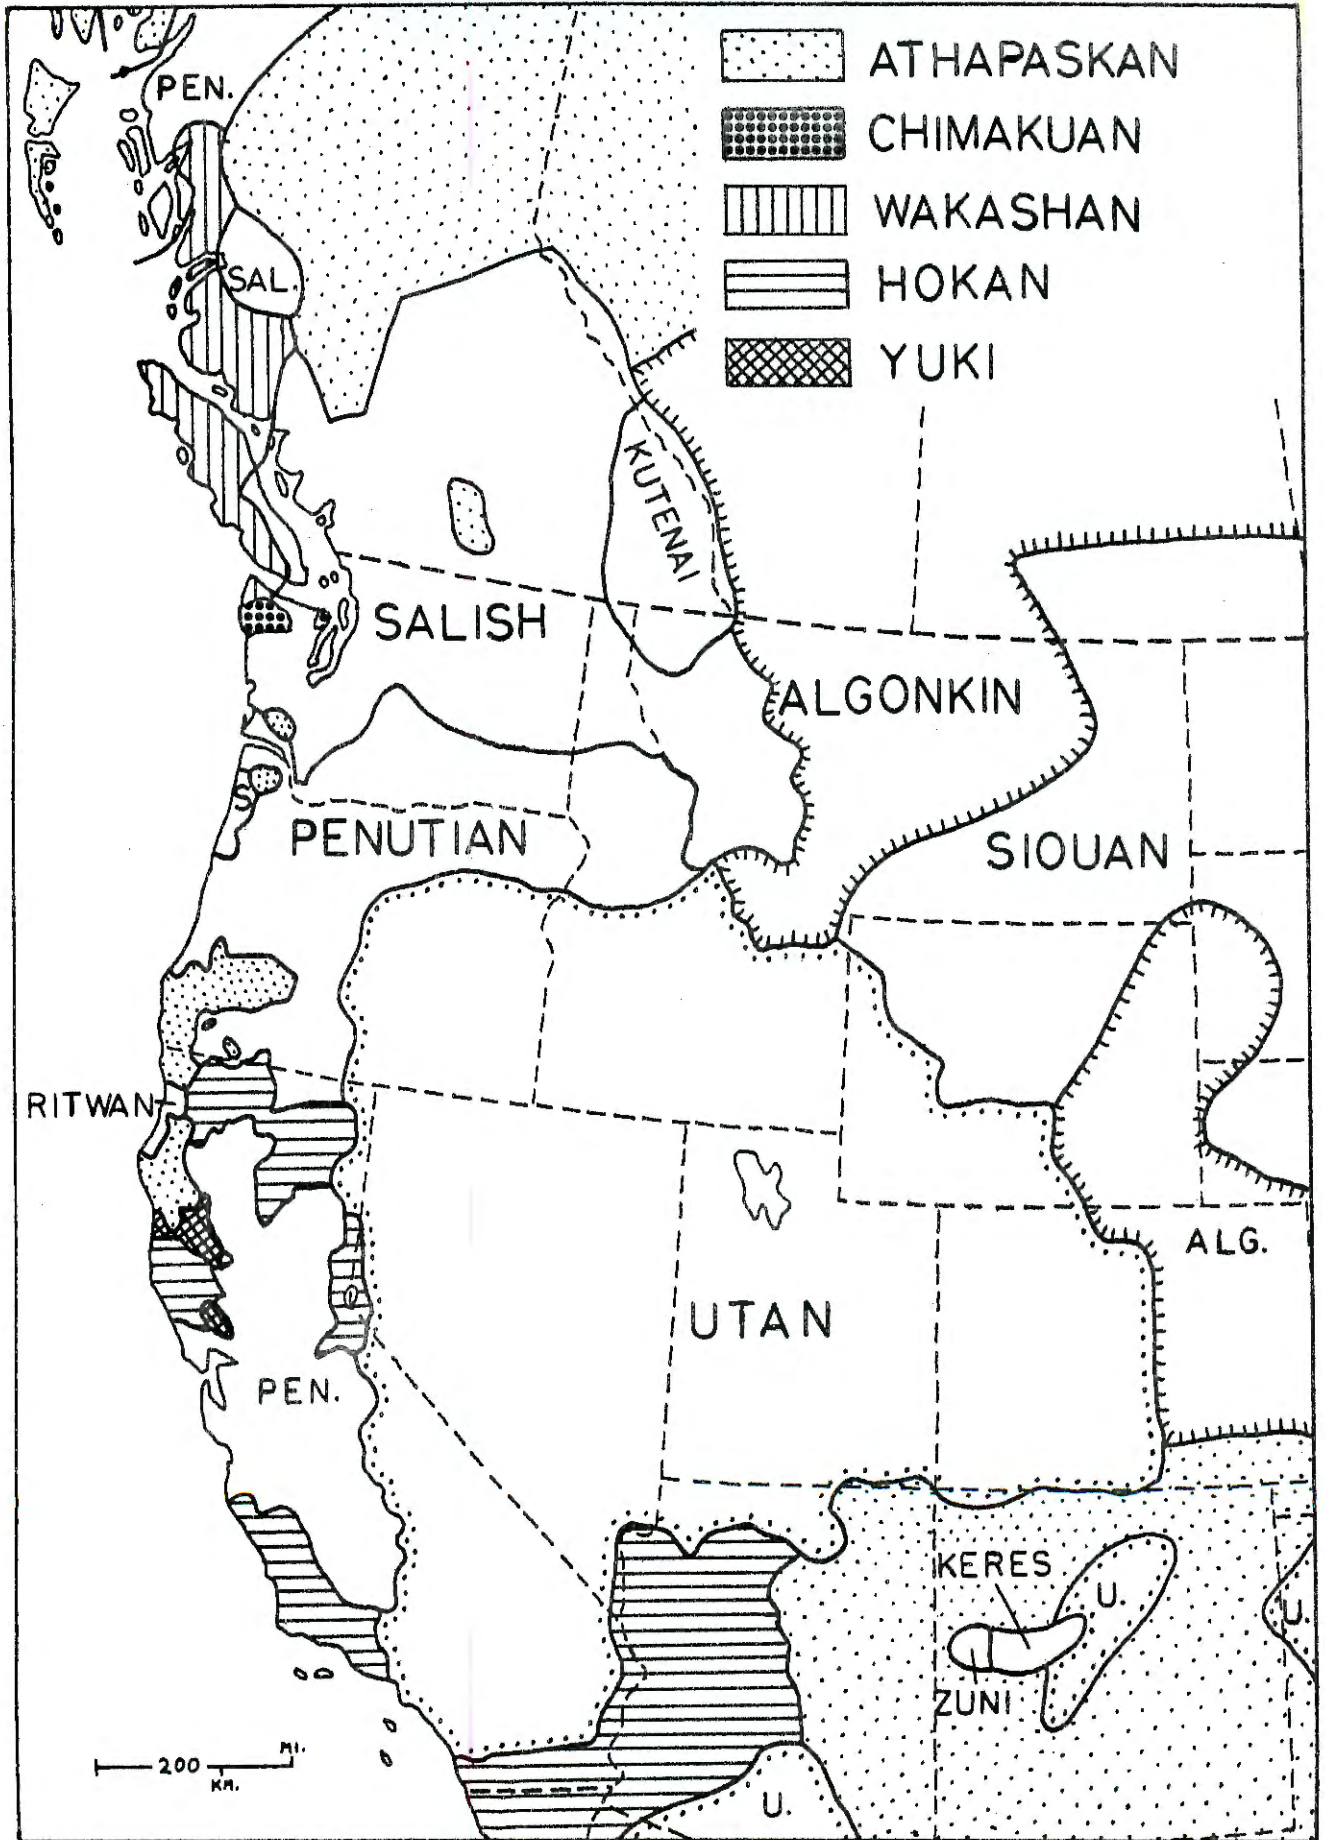 PEN.
ATHAPASKAN
CHIMAKUAN
WAKASHAN
SAL.
HOKAN
YUKI
KUTENAI
SALISH
ALGONKIN
S
PENUTIAN
SIOUAN
RITWAN
ALG.
UTAN
PEN.
KERES
U.
U.
ZUNI
MI.
200
KM.
U.